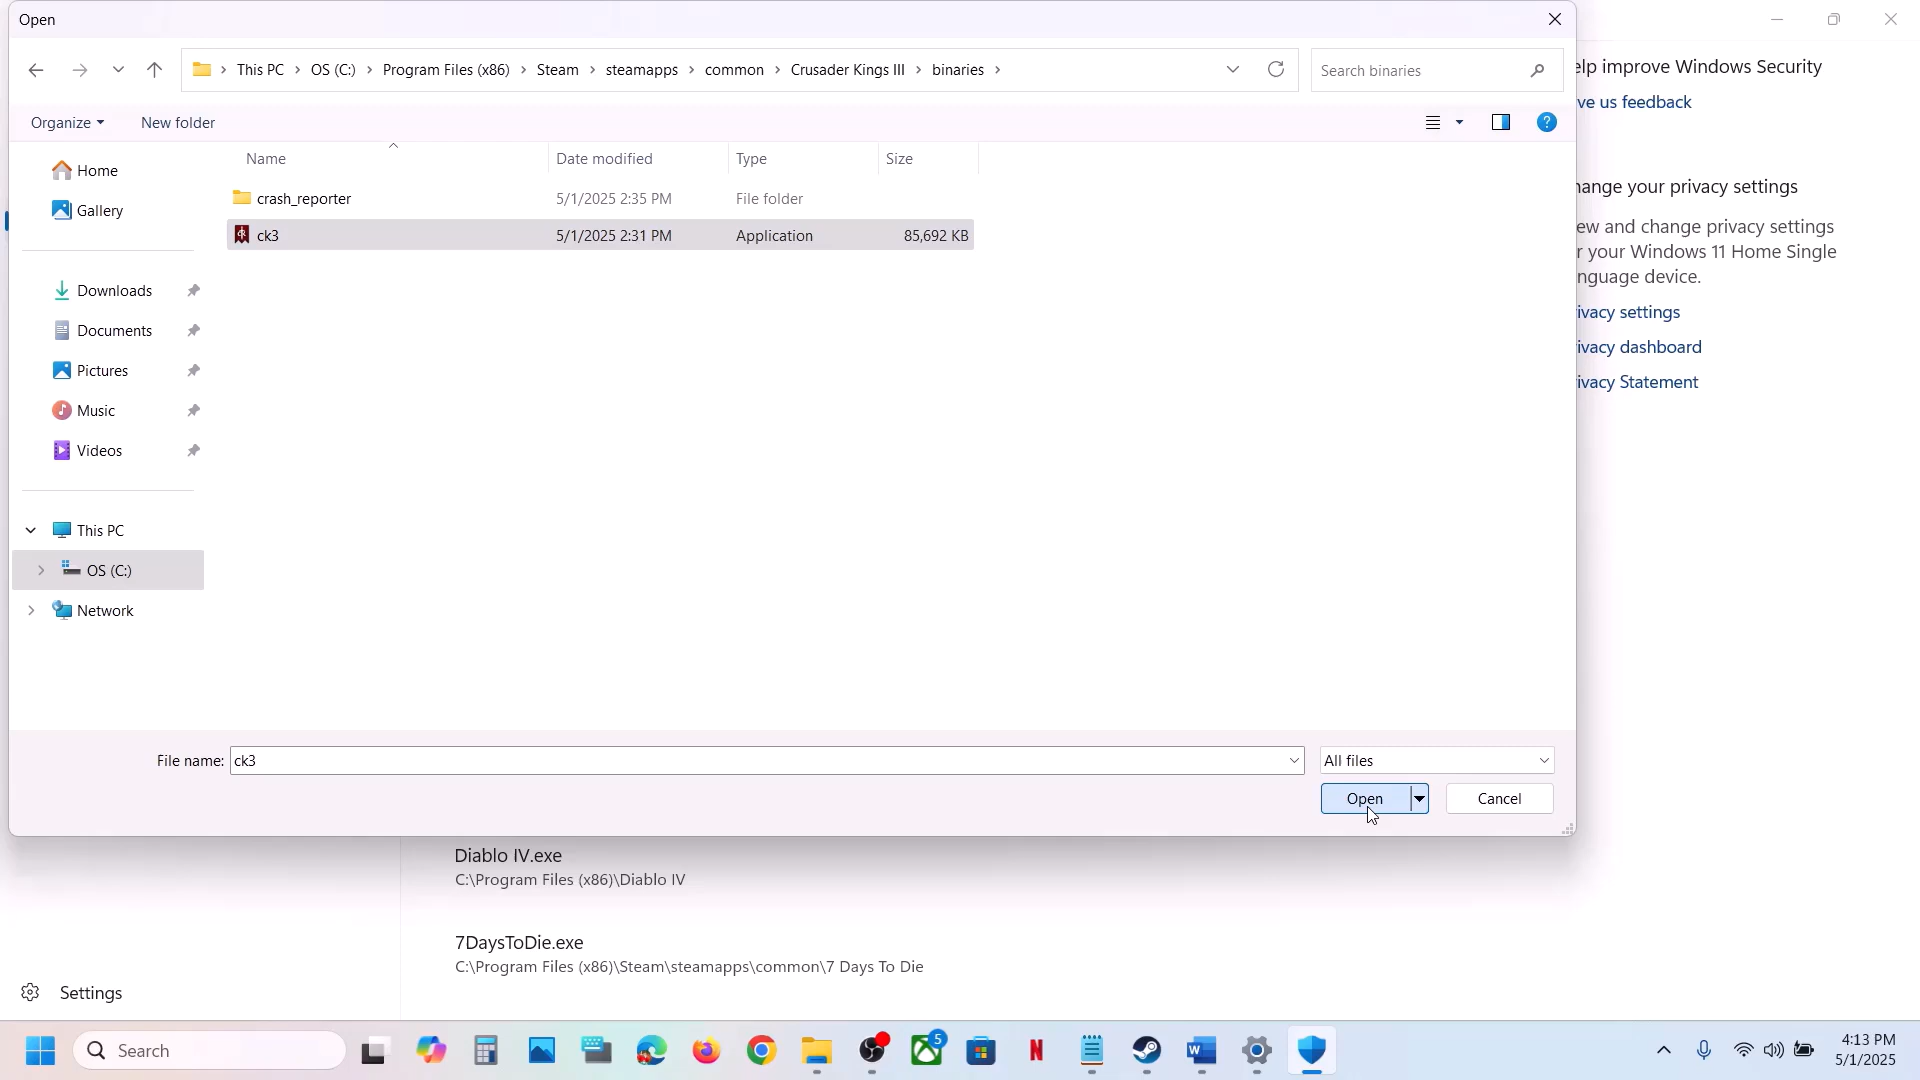 Open
This PC > OS (C:) > Program Files (x86) > Steam > steamapps > common > Crusader Kings III > binaries >
Search binaries
Organize
New folder
Name
Date modified
Type
Size
crash_reporter
5/1/2025 2:35 PM
File folder
ck3
5/1/2025 2:31 PM
Application
85,692 KB
Home
Gallery
Downloads
Documents
Pictures
Music
Videos
This PC
OS (C:)
Network
File name:
ck3
All files
Open
Cancel
elp improve Windows Security
ve us feedback
hange your privacy settings
ew and change privacy settings
r your Windows 11 Home Single
nguage device.
ivacy settings
ivacy dashboard
ivacy Statement
Diablo IV.exe
C:\Program Files (x86)\Diablo IV
7DaysToDie.exe
C:\Program Files (x86)\Steam\steamapps\common\7 Days To Die
Settings
Search
5
4:13 PM
5/1/2025